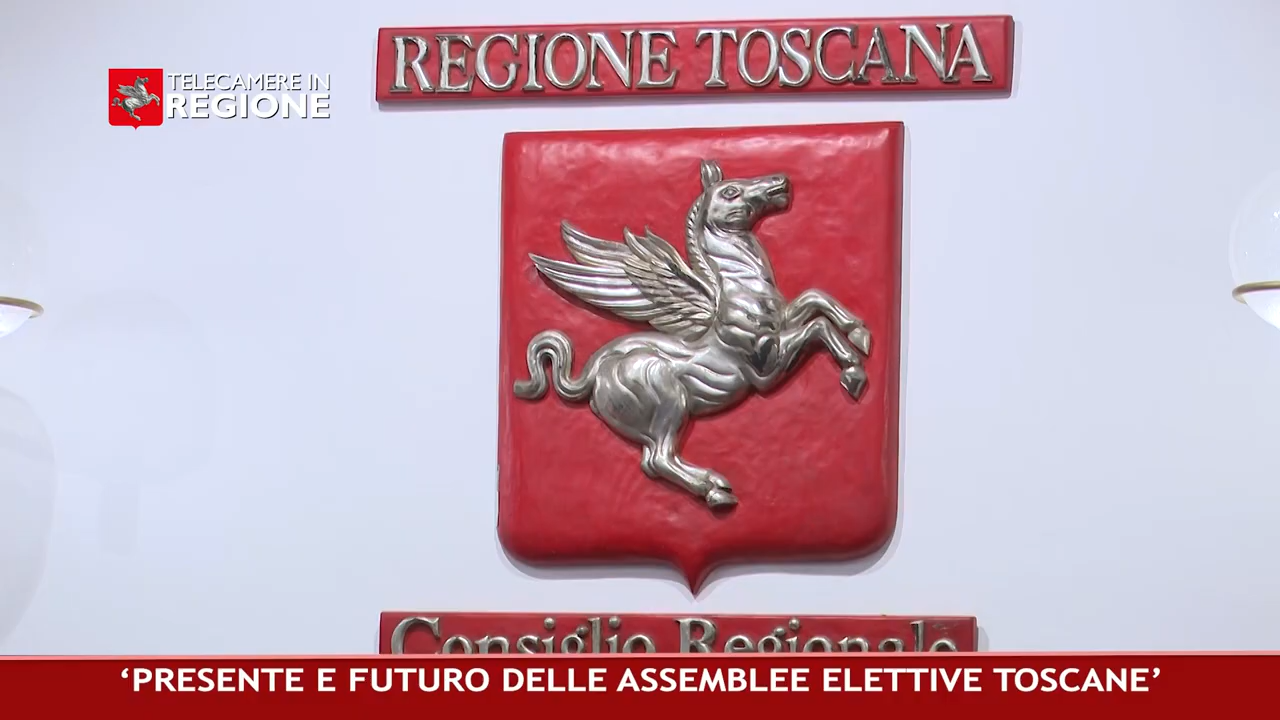 REGIONE TOSCANA
TELECAMERE IN
REGIONE
Consiglio Regionale
‘PRESENTE E FUTURO DELLE ASSEMBLEE ELETTIVE TOSCANE’